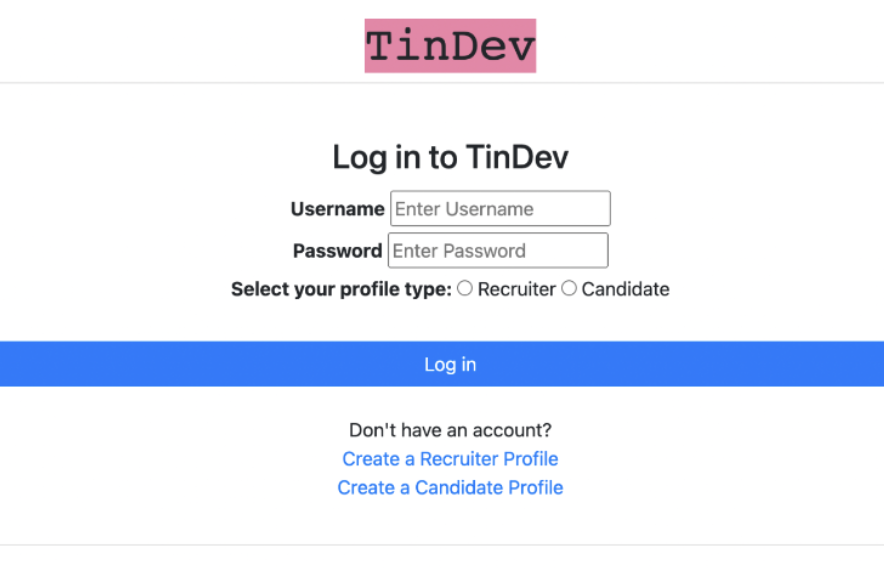 TinDev
Log in to TinDev
Username Enter Username
Password Enter Password
Select your profile type: Recruiter Candidate
Log in
Don't have an account?
Create a Recruiter Profile
Create a Candidate Profile